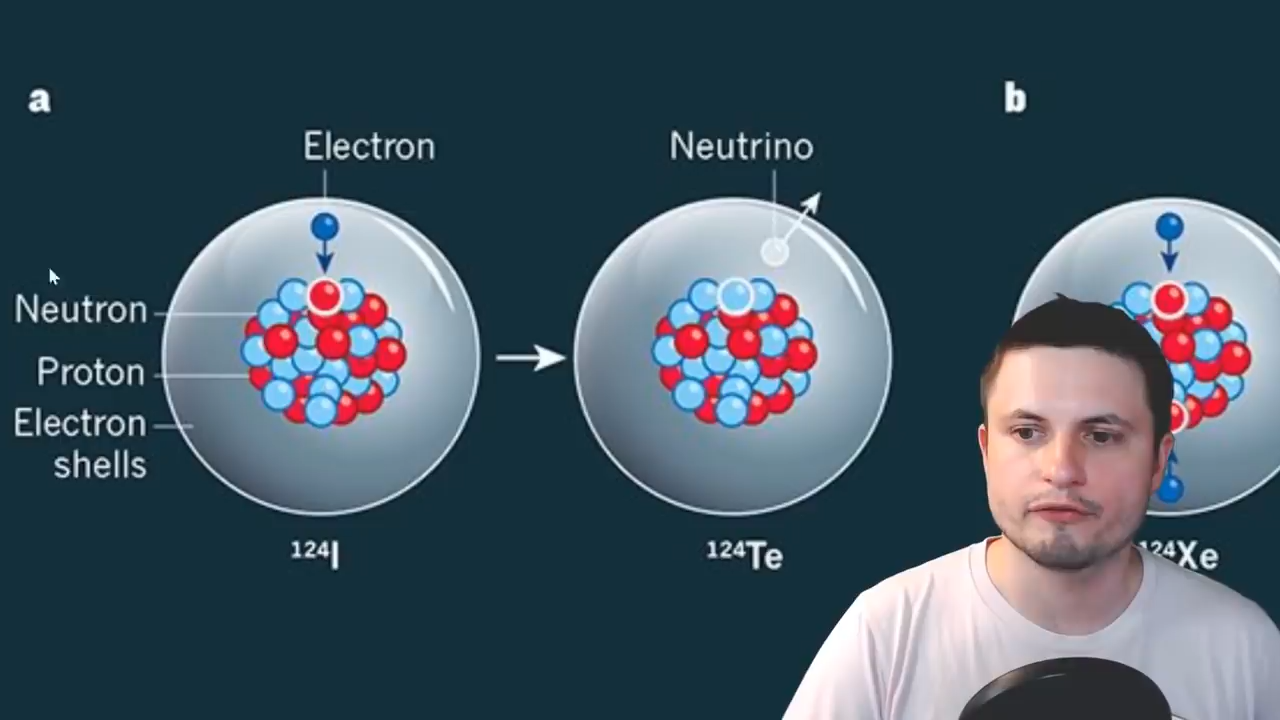 a
b
Electron
Neutrino
Neutron
Proton
Electron
shells
124I
124Te
124Xe